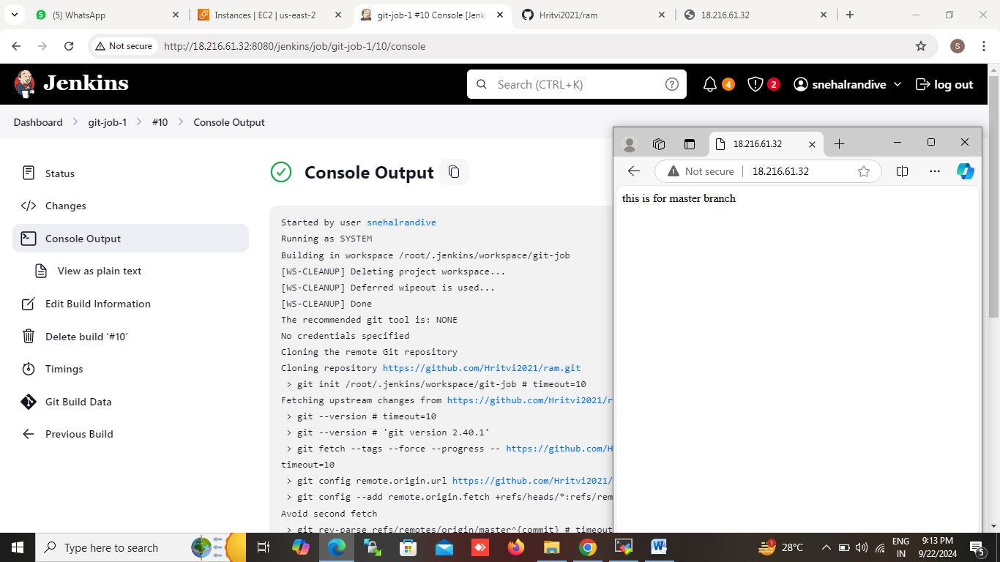 (5) WhatsApp
Instances | EC2 | us-east-2
git-job-1 #10 Console [Jenki
Hritvi2021/ram
18.216.61.32
Not secure
http://18.216.61.32:8080/jenkins/job/git-job-1/10/console
S
Jenkins
Search (CTRL+K)
4
2
snehalrandive
log out
Dashboard
git-job-1
#10
Console Output
Status
Changes
Console Output
View as plain text
Edit Build Information
Delete build ‘#10’
Timings
Git Build Data
Previous Build
Console Output
Started by user snehalrandive
Running as SYSTEM
Building in workspace /root/.jenkins/workspace/git-job
[WS-CLEANUP] Deleting project workspace...
[WS-CLEANUP] Deferred wipeout is used...
[WS-CLEANUP] Done
The recommended git tool is: NONE
No credentials specified
Cloning the remote Git repository
Cloning repository https://github.com/Hritvi2021/ram.git
> git init /root/.jenkins/workspace/git-job # timeout=10
Fetching upstream changes from https://github.com/Hritvi2021/r
> git --version # timeout=10
> git --version # 'git version 2.40.1'
> git fetch --tags --force --progress -- https://github.com/H
timeout=10
> git config remote.origin.url https://github.com/Hritvi2021/
> git config --add remote.origin.fetch +refs/heads/*:refs/rem
Avoid second fetch
> git rev-parse refs/remotes/origin/master^{commit} # timeout
18.216.61.32
Not secure
18.216.61.32
this is for master branch
Type here to search
1
28°C
ENG
IN
9:13 PM
9/22/2024
5